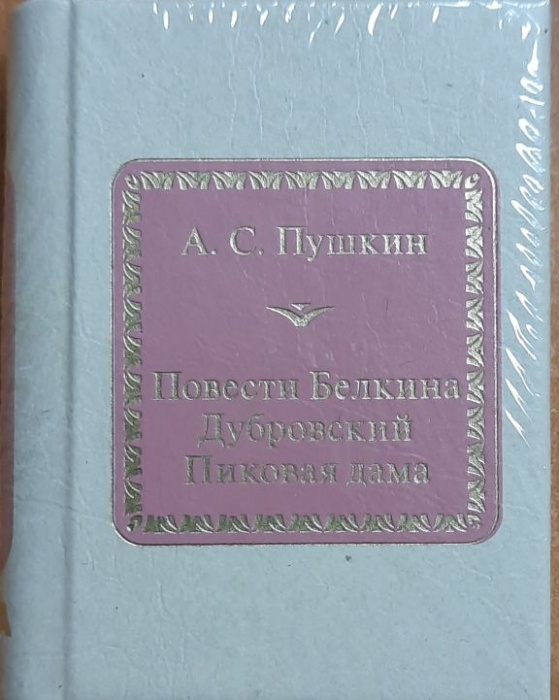 А. С. Пушкин
Повести Белкина
Дубровский
Пиковая дама